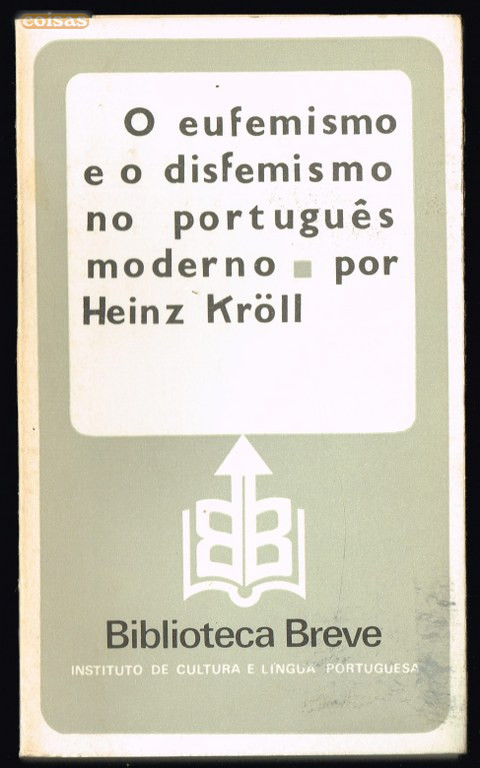 coisas
O eufemismo
e o disfemismo
no português
moderno ■ por
Heinz Kröll
BB
Biblioteca Breve
INSTITUTO DE CULTURA E LÍNGUA PORTUGUESA